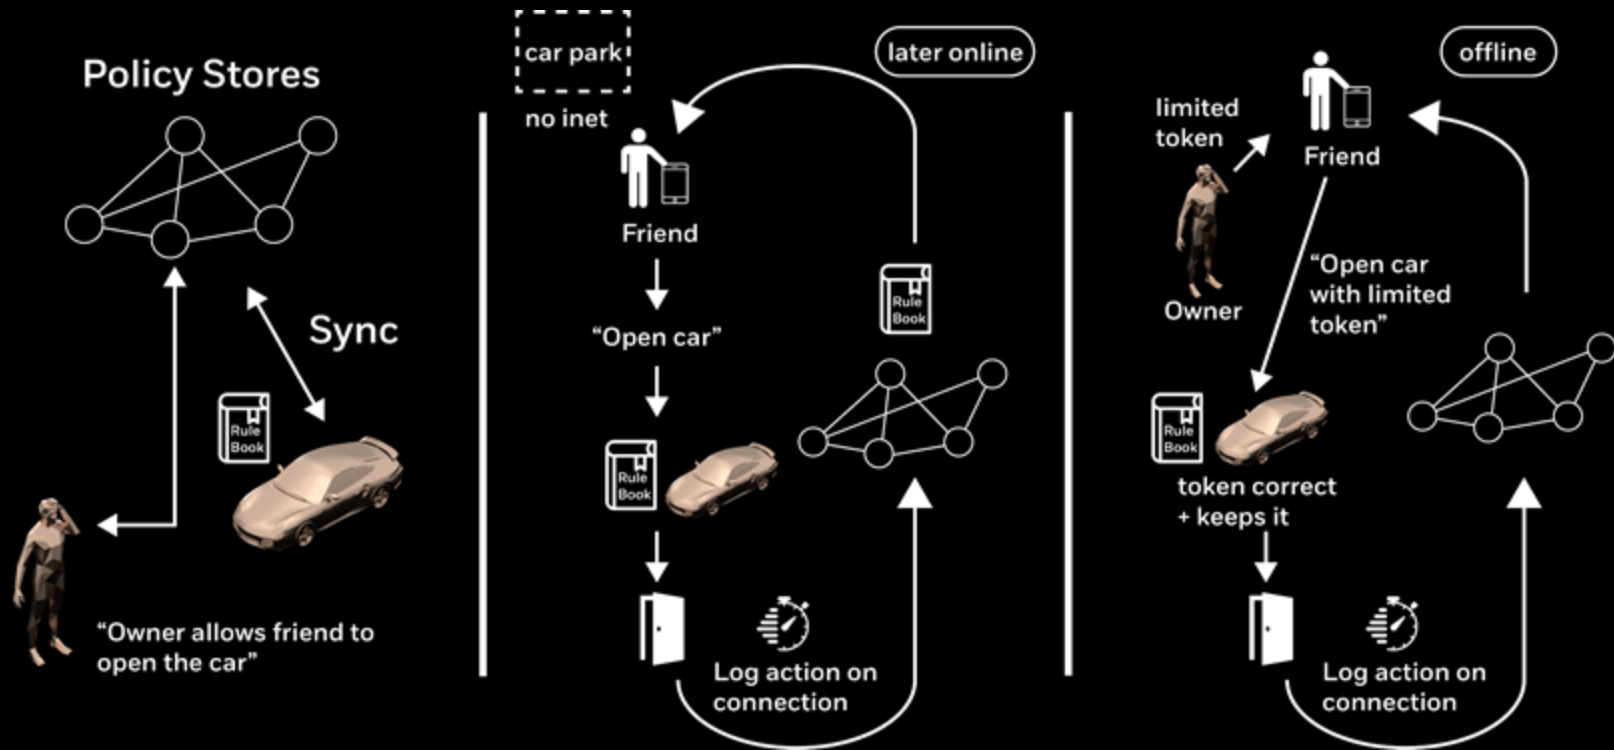 Policy Stores
Sync
Rule
Book
“Owner allows friend to
open the car”
car park
no inet
later online
Friend
“Open car”
Rule
Book
Rule
Book
Log action on
connection
offline
limited
token
Friend
Owner
“Open car
with limited
token”
Rule
Book
token correct
+ keeps it
Log action on
connection